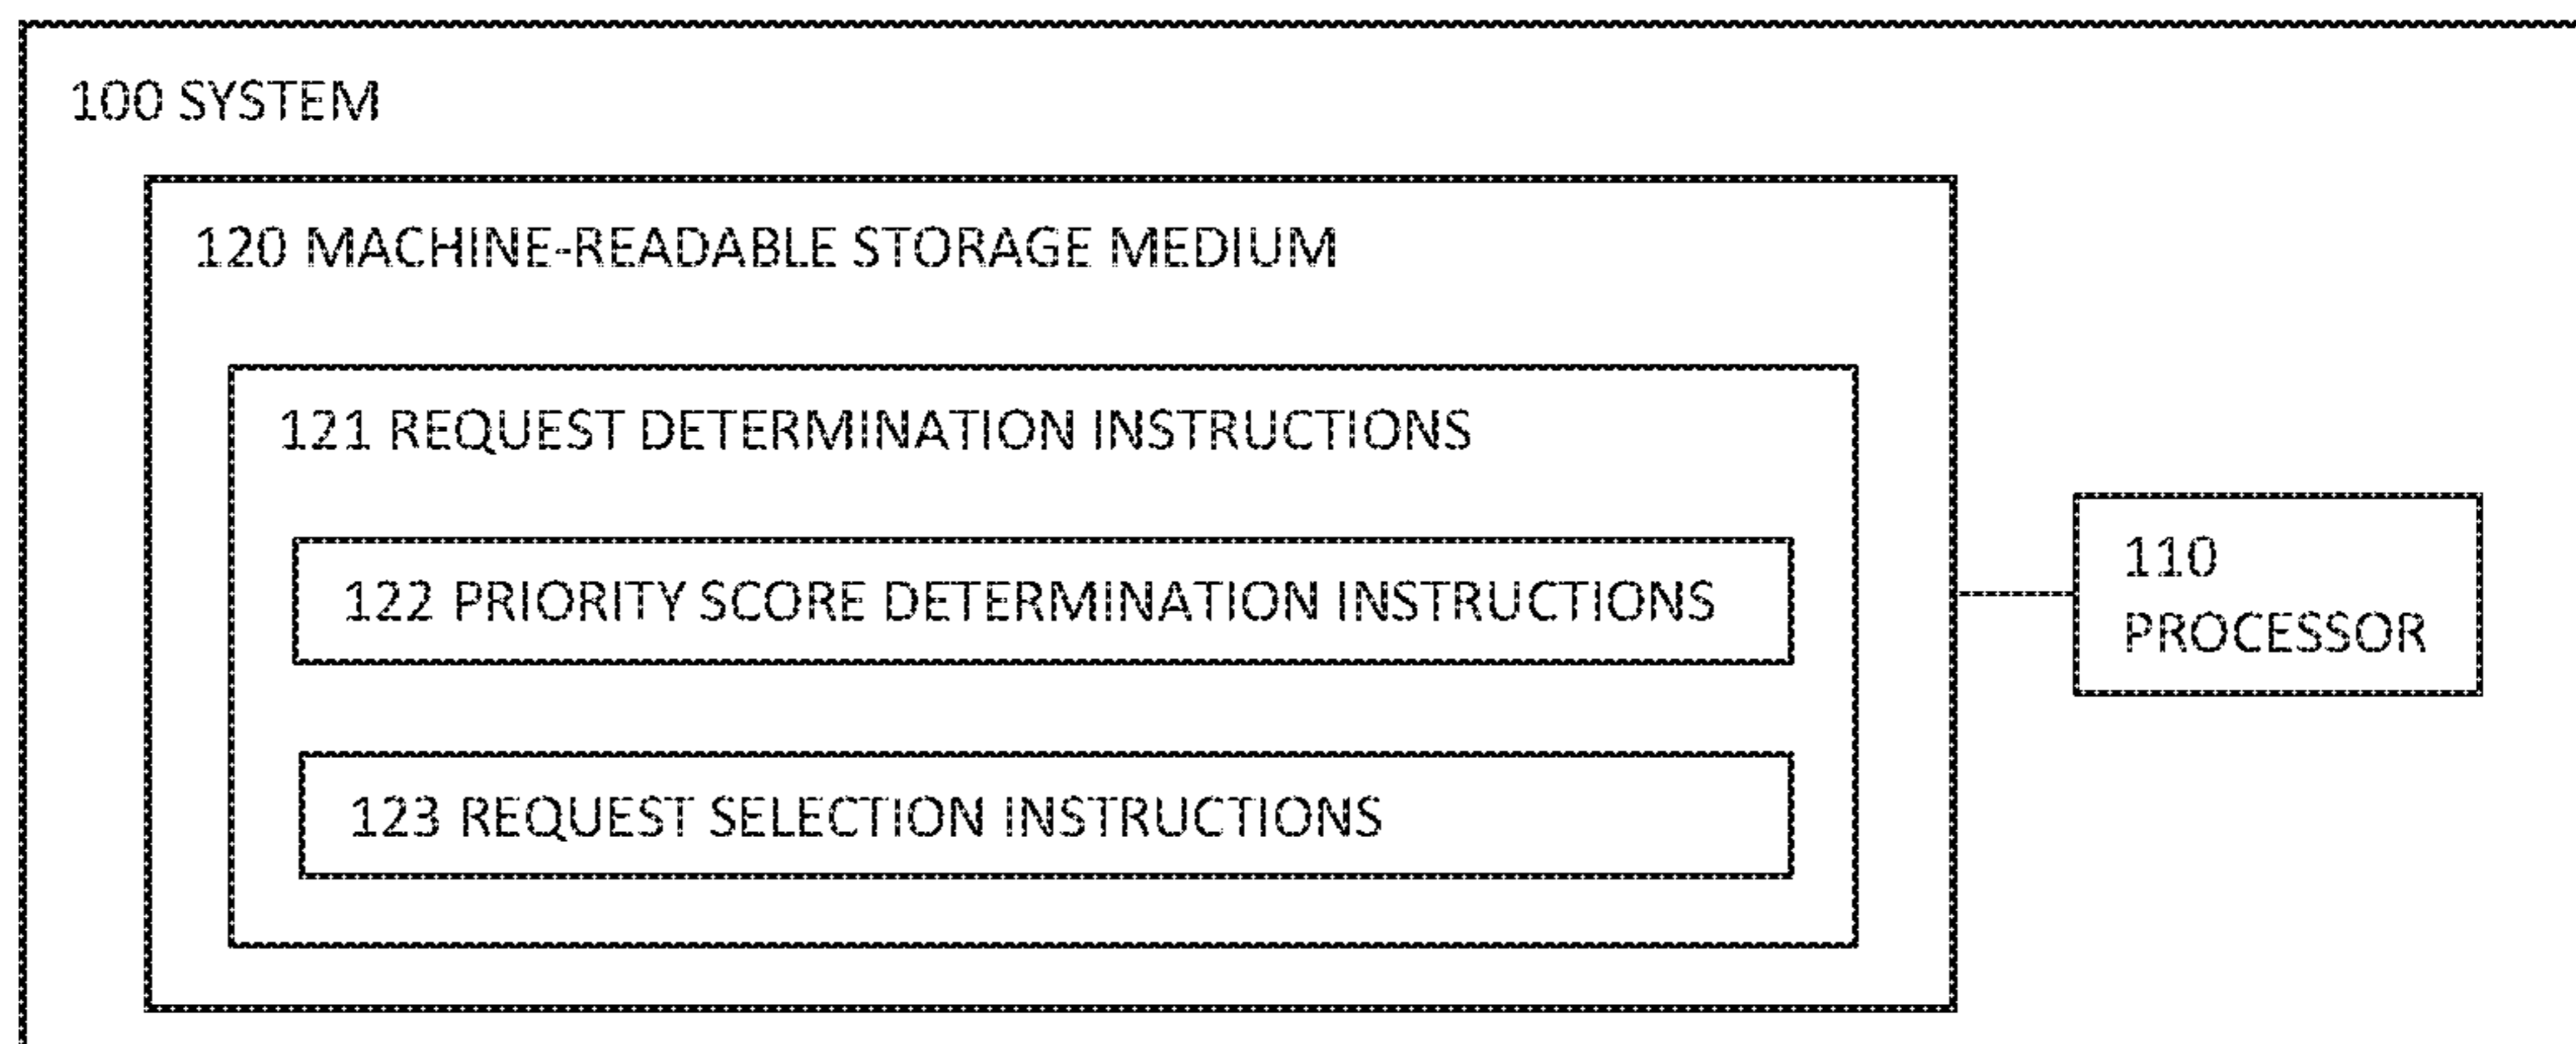 100 SYSTEM
120 MACHINE-READABLE STORAGE MEDIUM
121 REQUEST DETERMINATION INSTRUCTIONS
122 PRIORITY SCORE DETERMINATION INSTRUCTIONS
123 REQUEST SELECTION INSTRUCTIONS
110
PROCESSOR